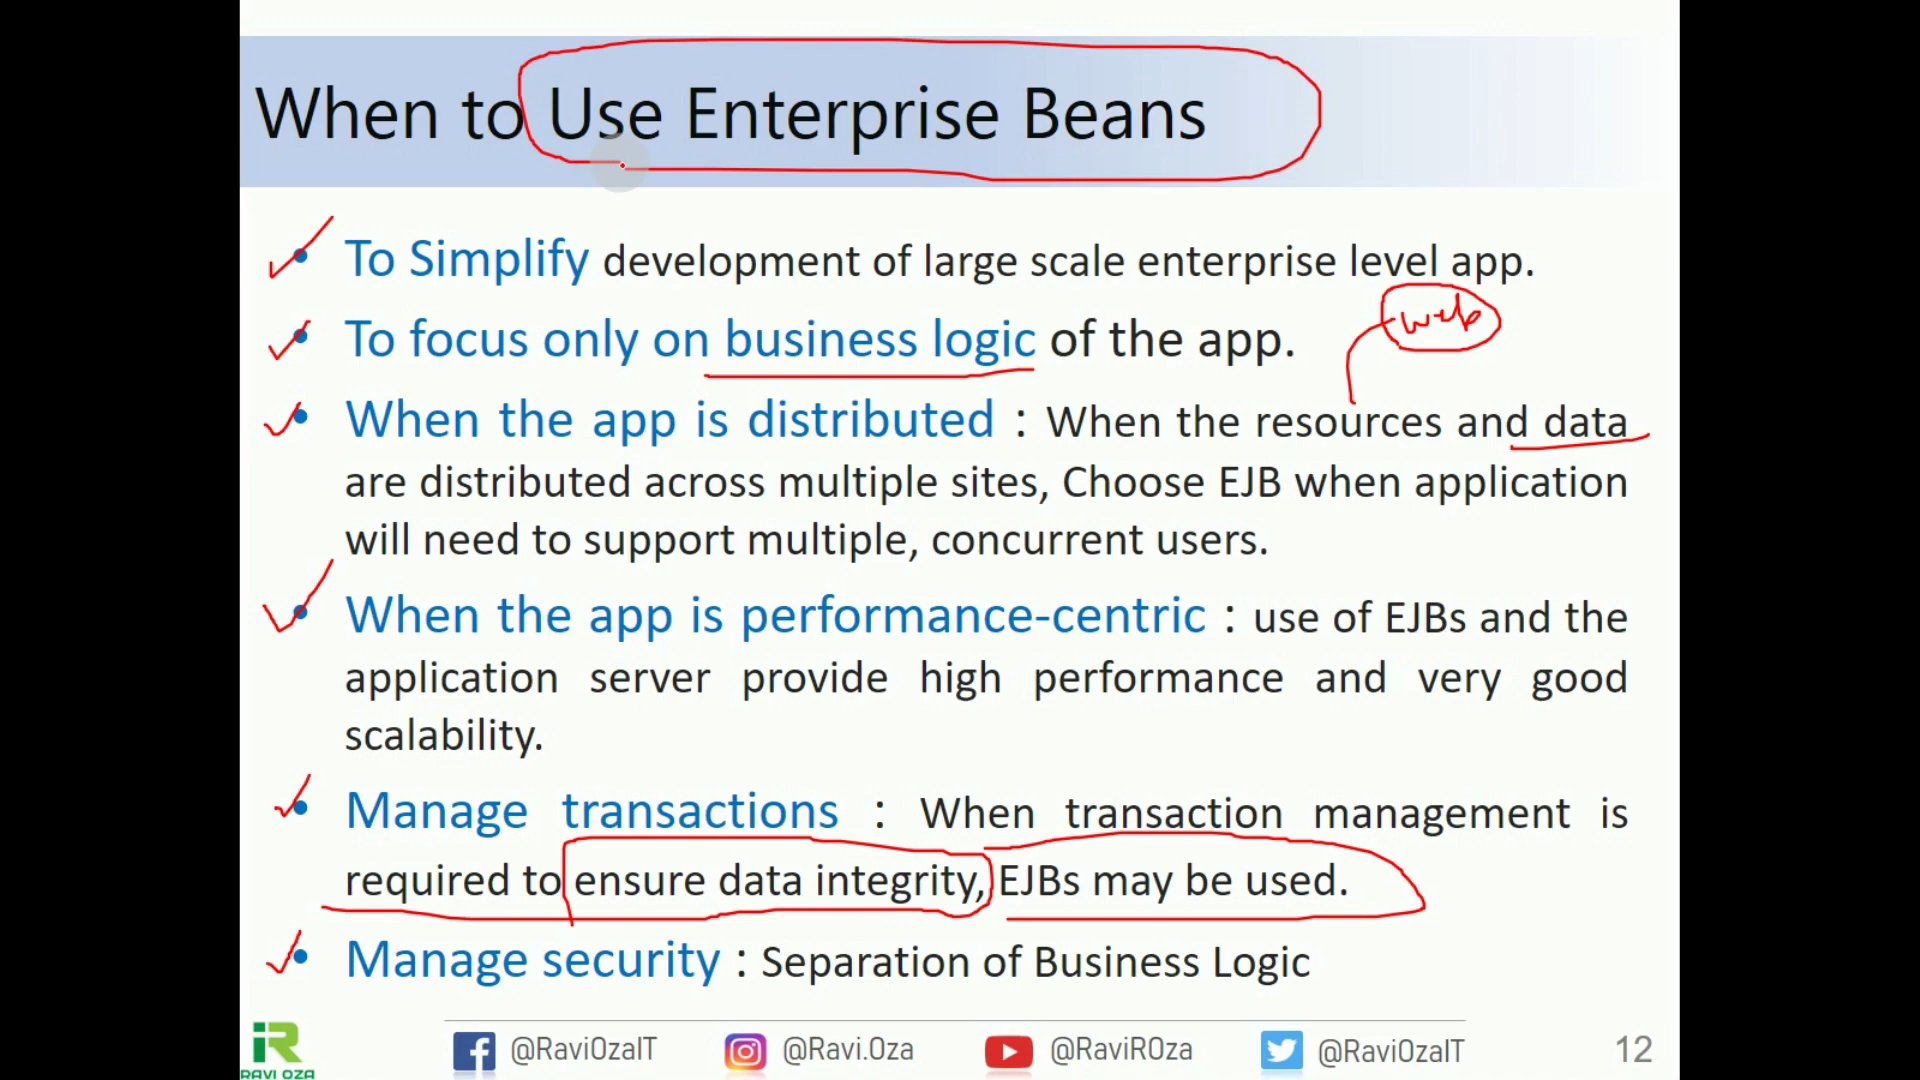 When to Use Enterprise Beans
• To Simplify development of large scale enterprise level app.
web
• To focus only on business logic of the app.
• When the app is distributed : When the resources and data
are distributed across multiple sites, Choose EJB when application
will need to support multiple, concurrent users.
• When the app is performance-centric : use of EJBs and the
application server provide high performance and very good
scalability.
• Manage transactions : When transaction management is
required to ensure data integrity, EJBs may be used.
• Manage security : Separation of Business Logic
RAVI OZA
@RaviOzaIT @Ravi.Oza @RaviROza @RaviOzaIT 12